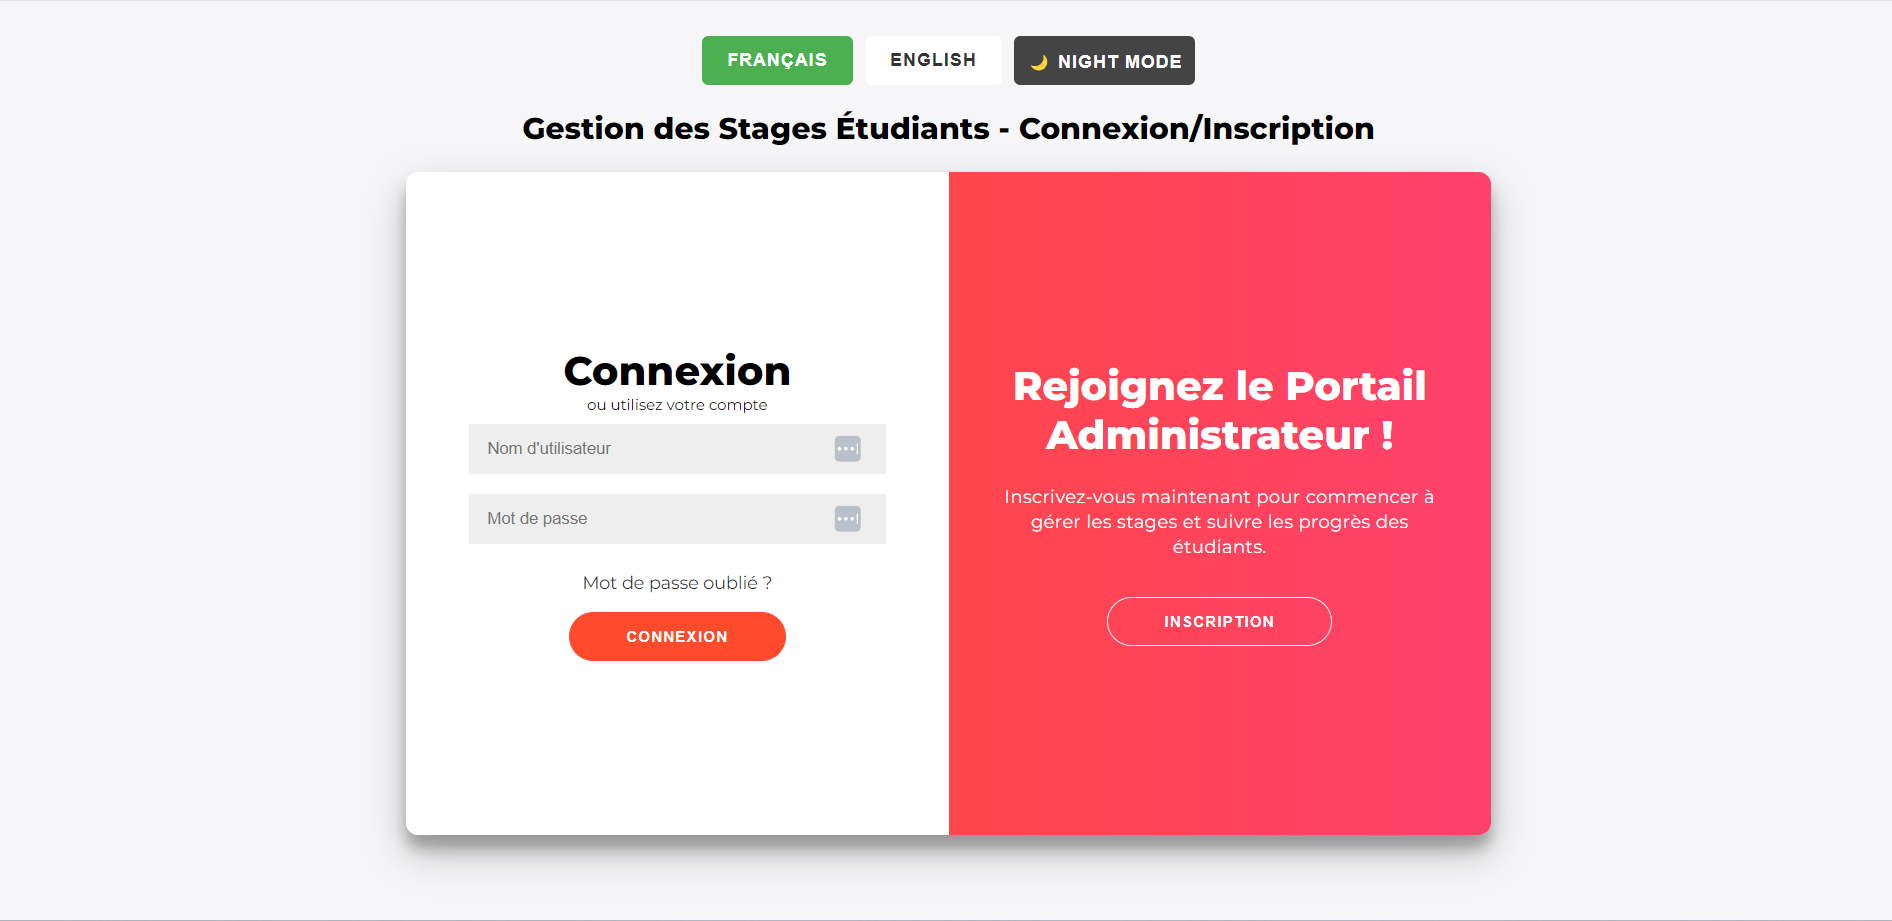 FRANÇAIS
ENGLISH
NIGHT MODE
Gestion des Stages Étudiants - Connexion/Inscription
Connexion
ou utilisez votre compte
Nom d'utilisateur
Mot de passe
Mot de passe oublié ?
CONNEXION
Rejoignez le Portail
Administrateur !
Inscrivez-vous maintenant pour commencer à
gérer les stages et suivre les progrès des
étudiants.
INSCRIPTION